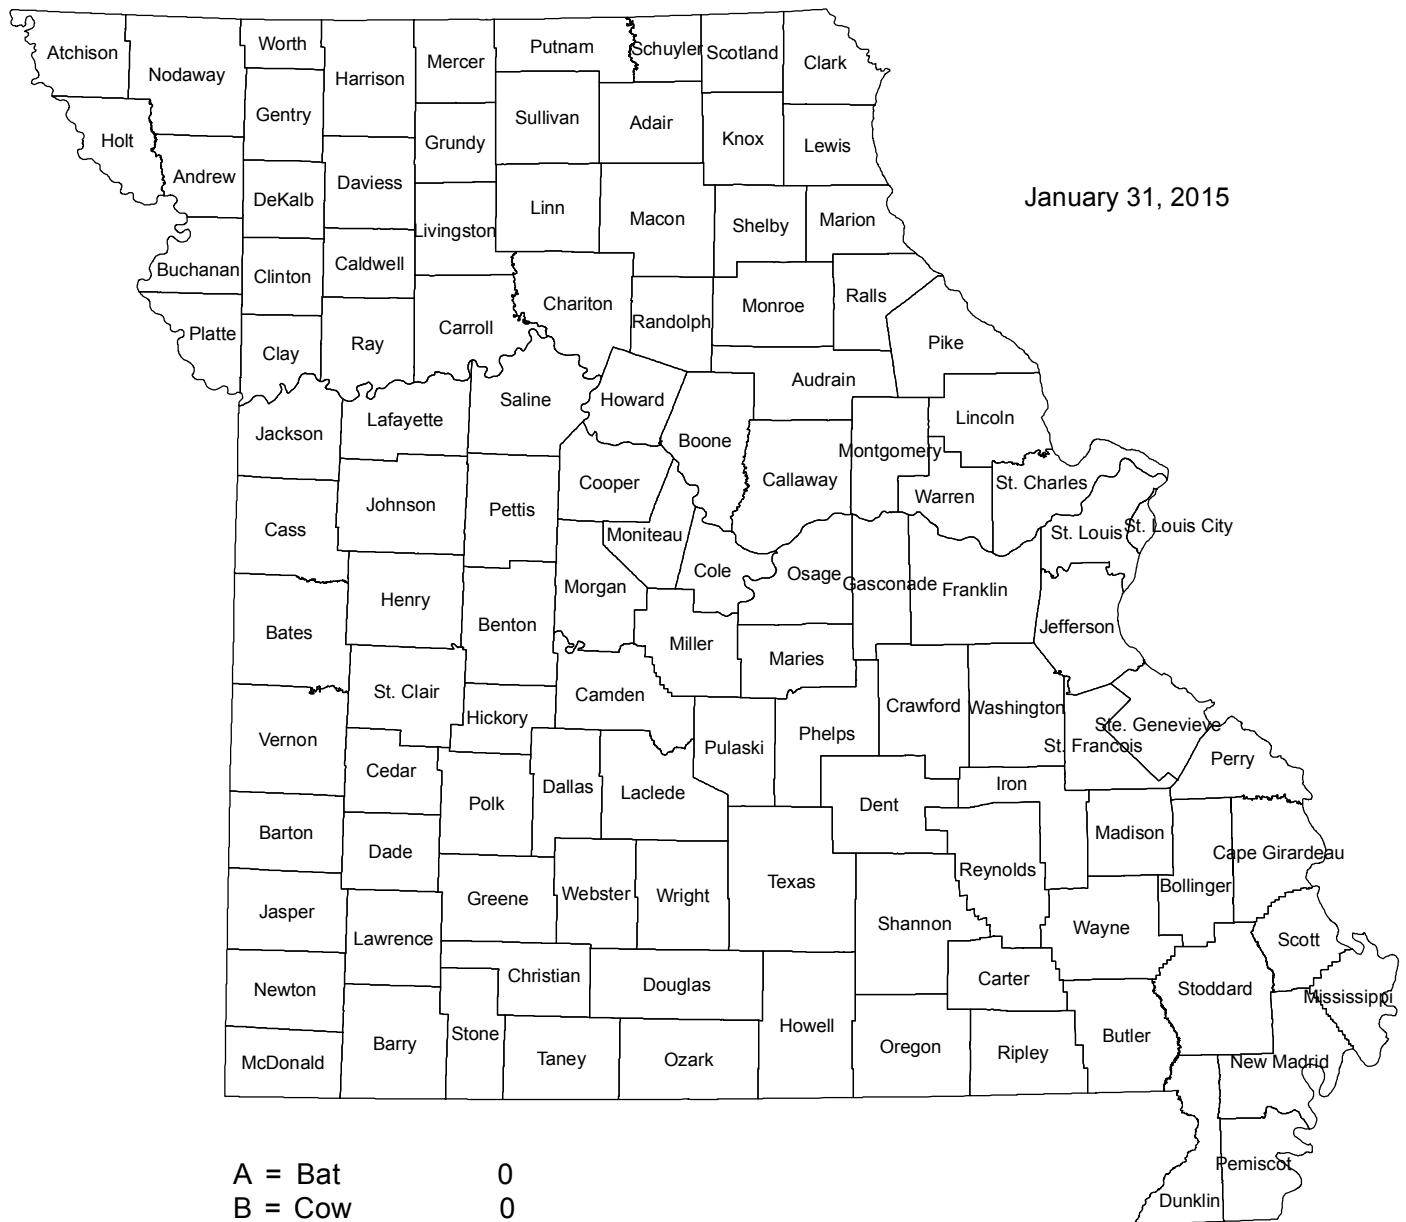 Worth
Putnam
Schuyler
Scotland
Atchison
Mercer
Clark
Nodaway
Harrison
Gentry
Sullivan
Adair
Knox
Holt
Grundy
Lewis
Andrew
Daviess
January 31, 2015
DeKalb
Linn
Macon
Shelby
Marion
Livingston
Buchanan
Clinton
Caldwell
Chariton
Monroe
Ralls
Randolph
Platte
Carroll
Clay
Ray
Pike
Audrain
Saline
Howard
Lafayette
Lincoln
Jackson
Boone
Montgomery
Cooper
Callaway
St. Charles
Warren
Johnson
Pettis
Cass
Moniteau
St. Louis
St. Louis City
Morgan
Cole
Osage
Gasconade
Franklin
Henry
Benton
Jefferson
Bates
Miller
Maries
St. Clair
Camden
Crawford
Washington
Hickory
Ste. Genevieve
Vernon
Pulaski
Phelps
St. Francois
Perry
Cedar
Polk
Dallas
Laclede
Dent
Iron
Barton
Madison
Dade
Cape Girardeau
Greene
Webster
Wright
Texas
Reynolds
Bollinger
Jasper
Shannon
Wayne
Lawrence
Scott
Christian
Douglas
Carter
Newton
Stoddard
Mississippi
Stone
Howell
Butler
McDonald
Barry
Taney
Ozark
Oregon
Ripley
New Madrid
A = Bat 0
Pemiscot
B = Cow 0
Dunklin